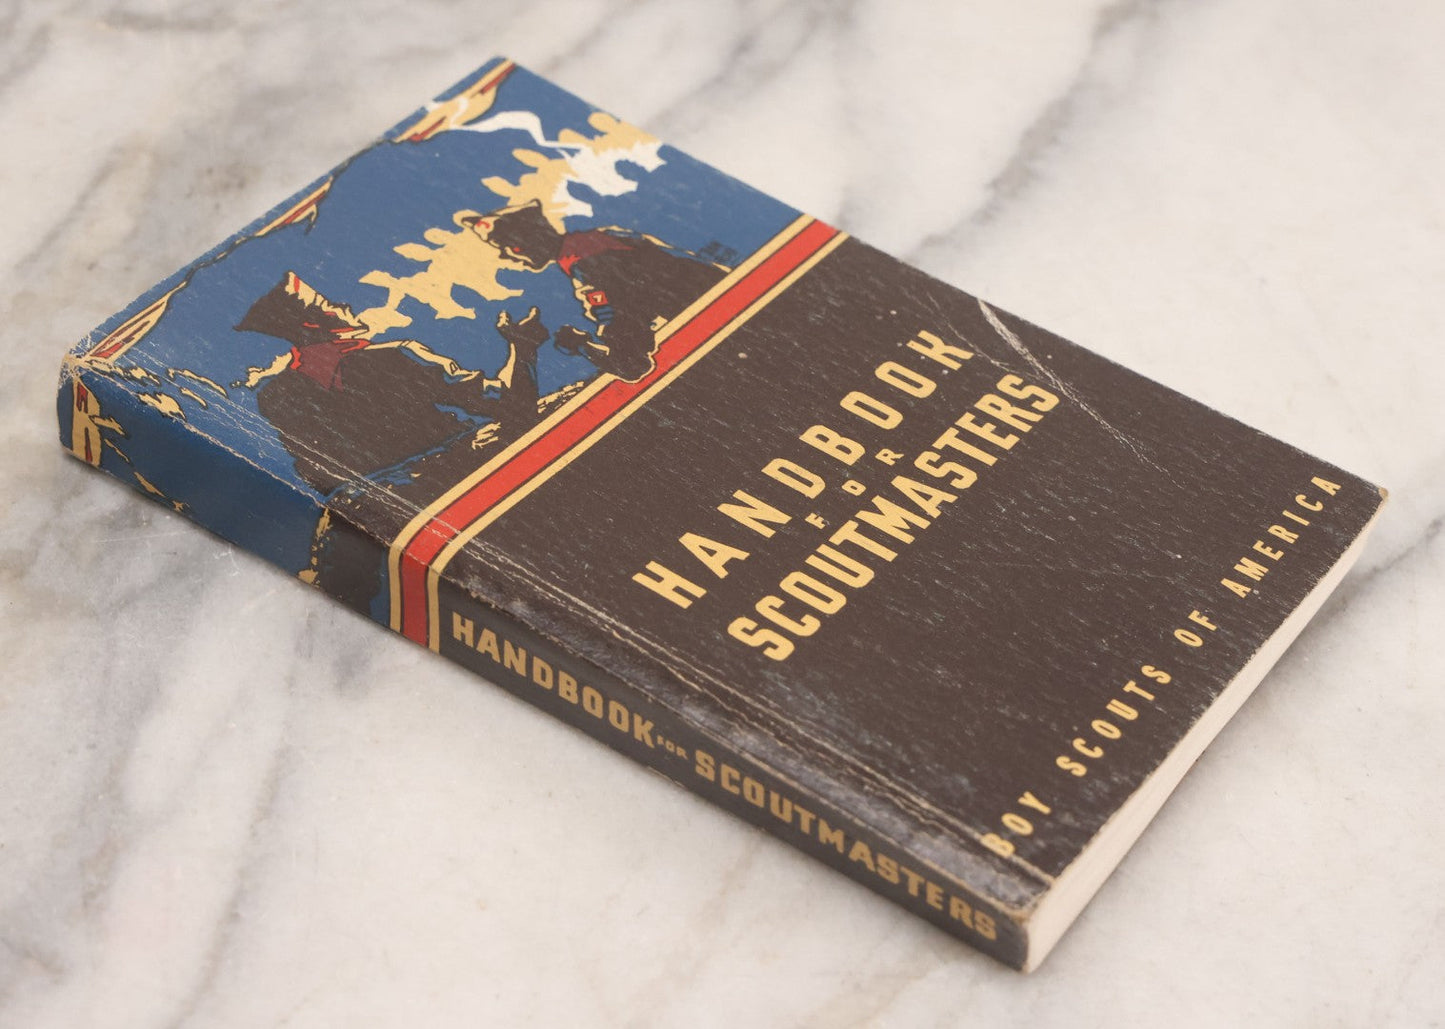 HANDBOOK
FOR
SCOUTMASTERS
BOY SCOUTS OF AMERICA
HANDBOOK FOR SCOUTMASTERS